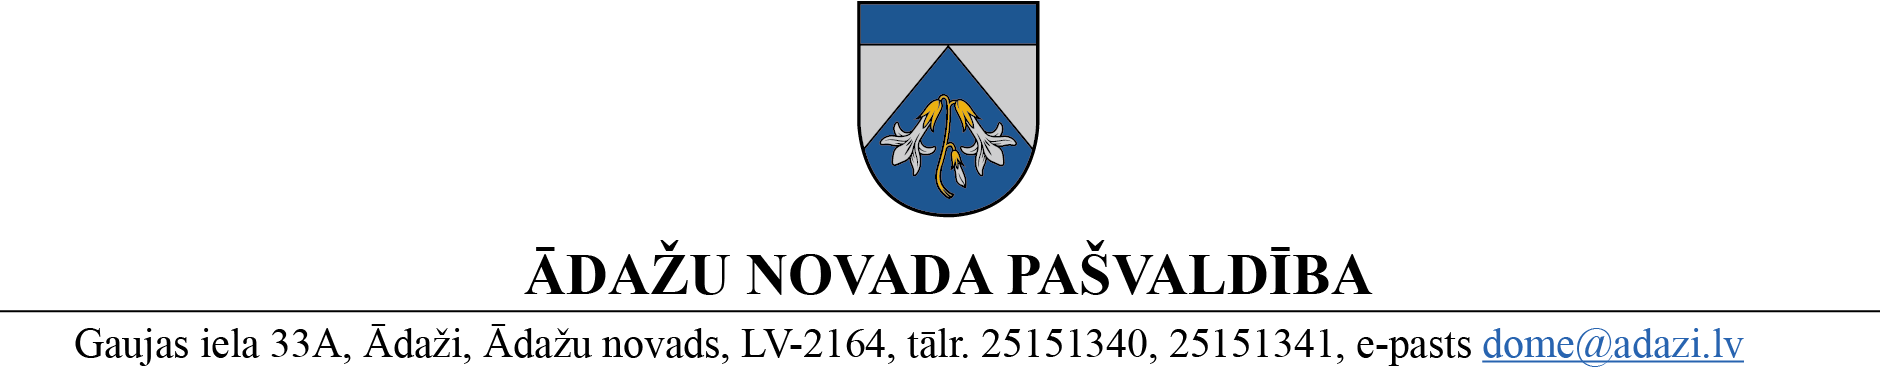 ĀDAŽU NOVADA PAŠVALDĪBA
Gaujas iela 33A, Ādaži, Ādažu novads, LV-2164, tālr. 25151340, 25151341, e-pasts dome@adazi.lv